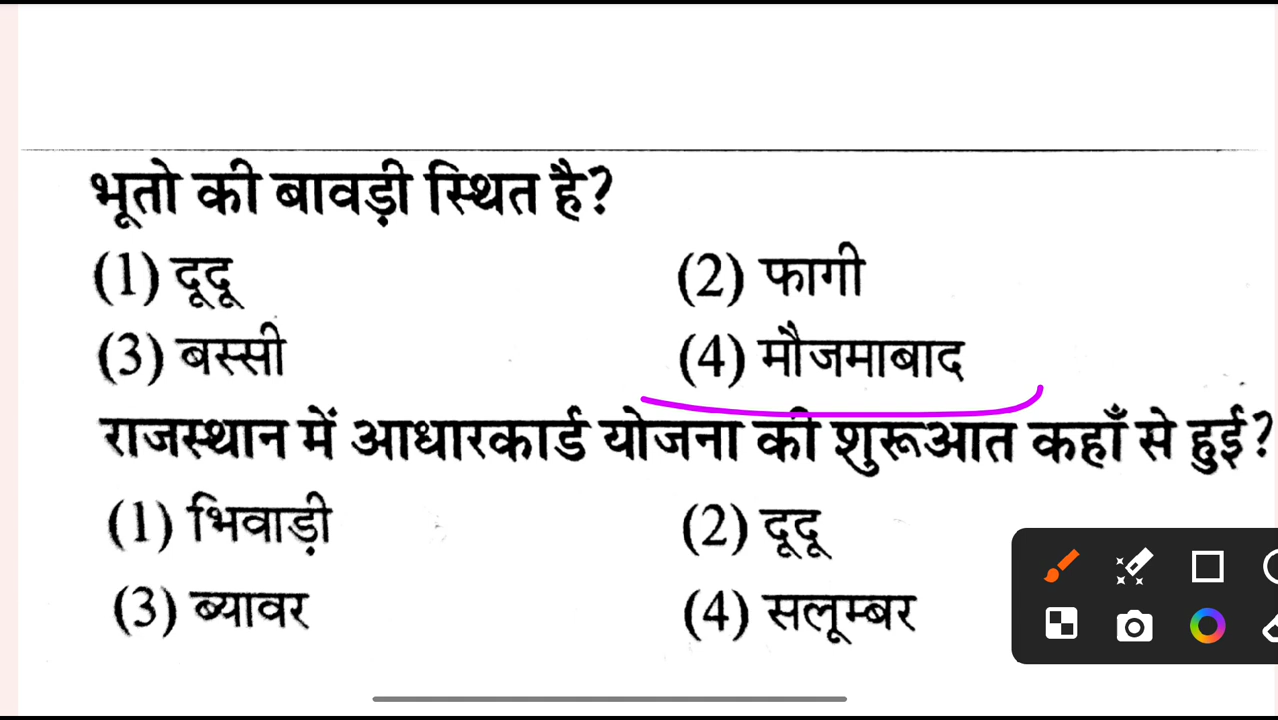 भूतो की बावड़ी स्थित है?
(1) दूदू (2) फागी
(3) बस्सी (4) मौजमाबाद
राजस्थान में आधारकार्ड योजना की शुरूआत कहाँ से हुई?
(1) भिवाड़ी (2) दूदू
(3) ब्यावर (4) सलूम्बर